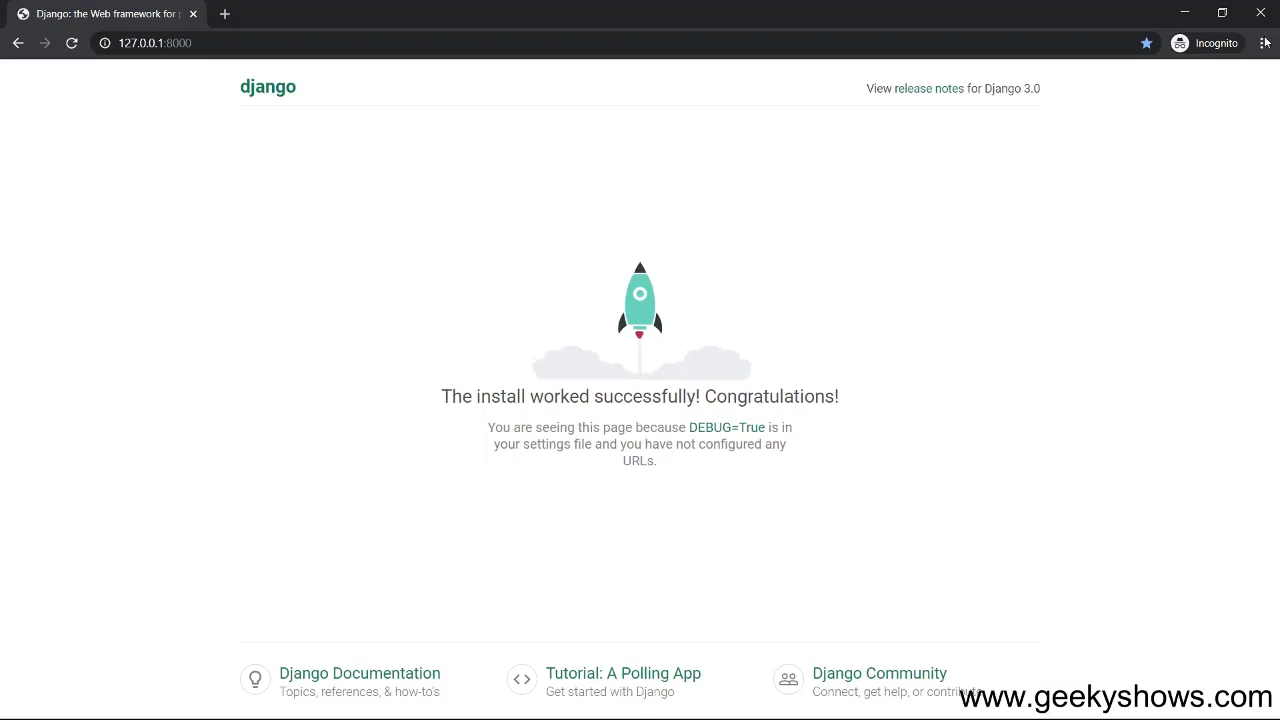 Django: the Web framework for p
127.0.0.1:8000
Incognito
django
View release notes for Django 3.0
The install worked successfully! Congratulations!
You are seeing this page because DEBUG=True is in
your settings file and you have not configured any
URLs.
Django Documentation
Topics, references, & how-to's
Tutorial: A Polling App
Get started with Django
Django Community
Connect, get help, or contribute
www.geekyshows.com